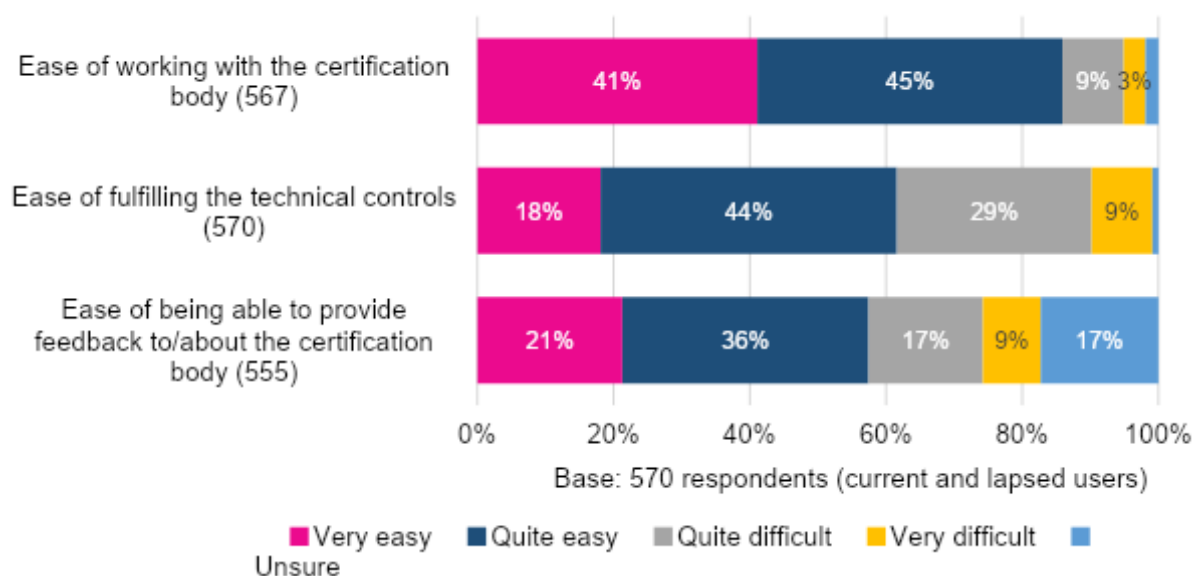 Ease of working with the certification
body (567)
41% 45% 9% 3%
Ease of fulfilling the technical controls
(570)
18% 44% 29% 9%
Ease of being able to provide
feedback to/about the certification
body (555)
21% 36% 17% 9% 17%
0% 20% 40% 60% 80% 100%
Base: 570 respondents (current and lapsed users)
Very easy Quite easy Quite difficult Very difficult
Unsure